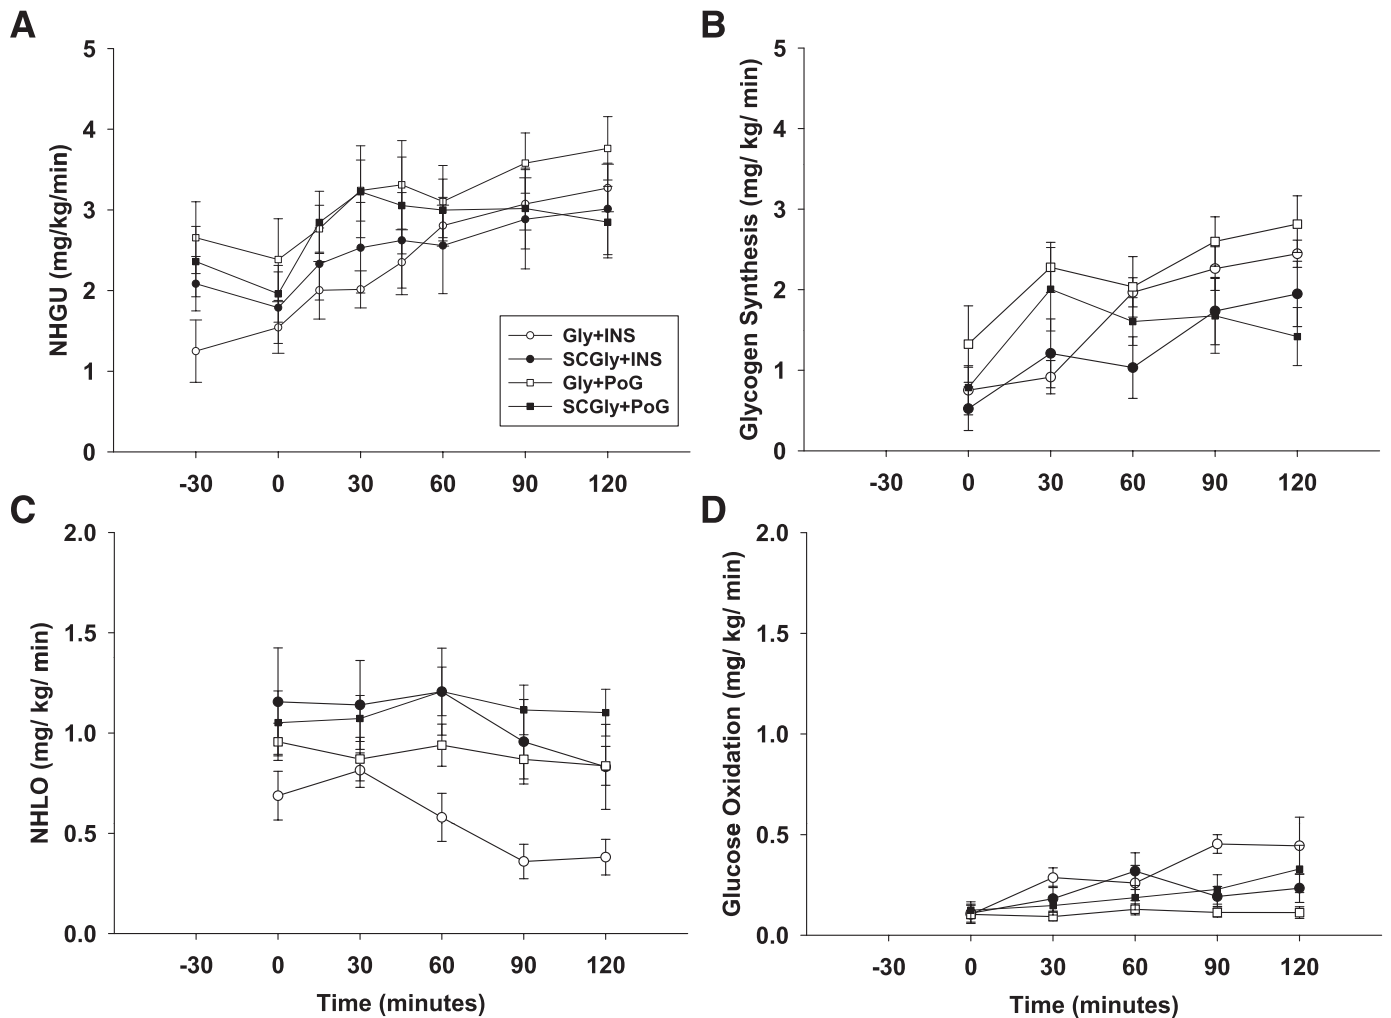 A
5
4
3
2
1
0
NHGU (mg/kg/min)
-30 0 30 60 90 120
Gly+INS
SCGly+INS
Gly+PoG
SCGly+PoG
B
5
4
3
2
1
0
Glycogen Synthesis (mg/ kg/ min)
-30 0 30 60 90 120
C
2.0
1.5
1.0
0.5
0.0
NHLO (mg/ kg/ min)
-30 0 30 60 90 120
Time (minutes)
D
2.0
1.5
1.0
0.5
0.0
Glucose Oxidation (mg/ kg/ min)
-30 0 30 60 90 120
Time (minutes)